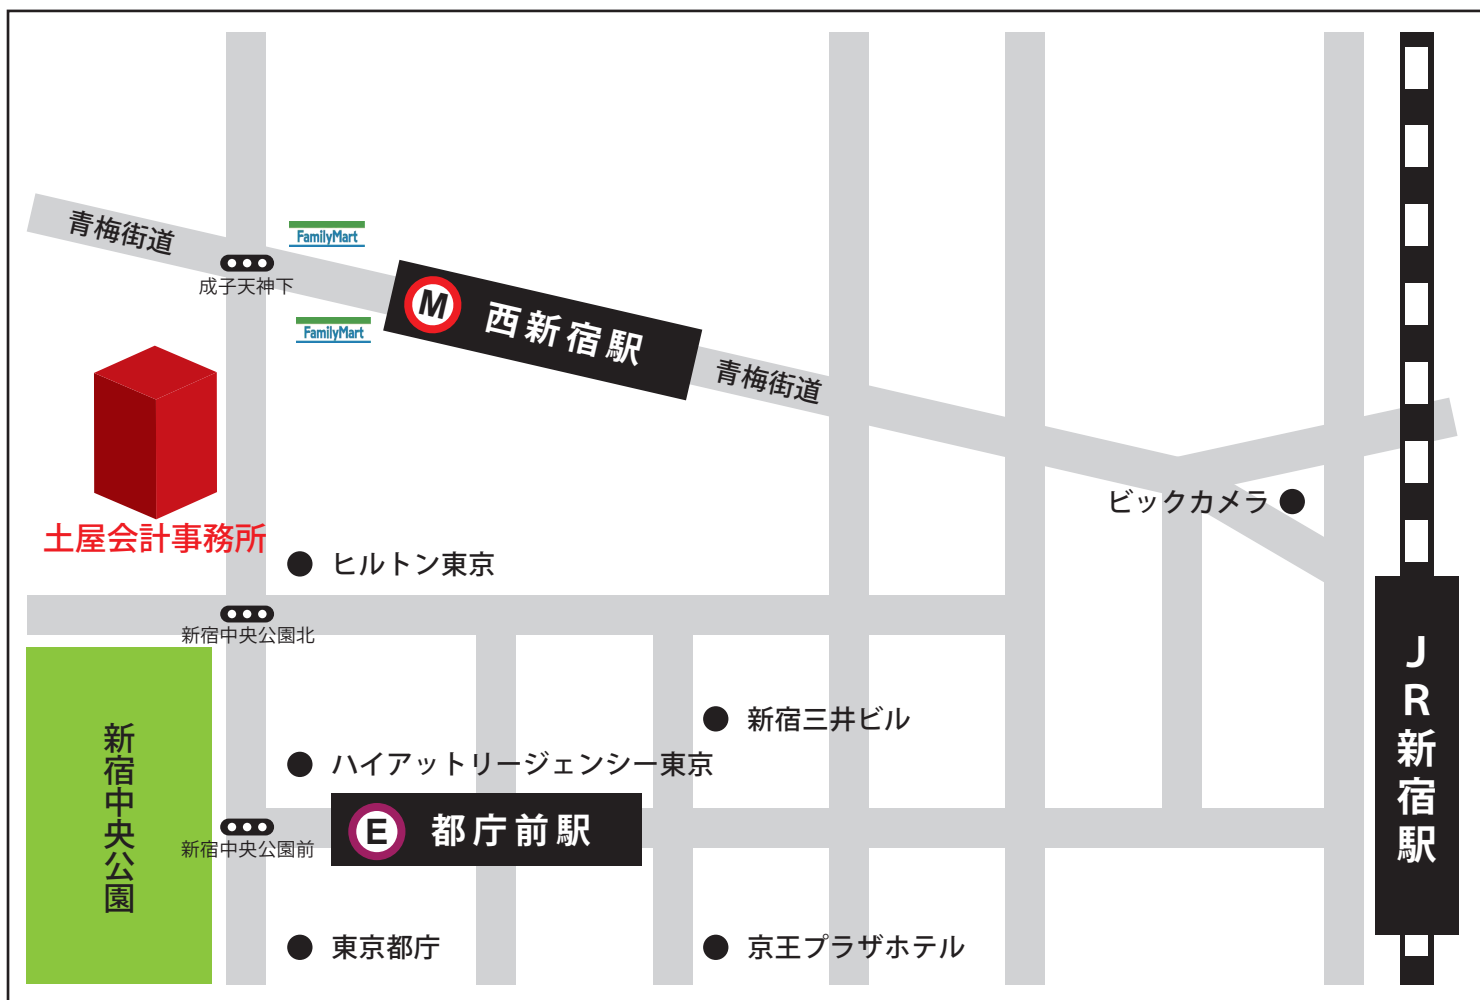 青梅街道
FamilyMart
成子天神下
M
西新宿駅
FamilyMart
青梅街道
ビックカメラ
土屋会計事務所
ヒルトン東京
新宿中央公園北
JR新宿駅
新宿三井ビル
新宿中央公園
ハイアットリージェンシー東京
E
都庁前駅
新宿中央公園前
東京都庁
京王プラザホテル